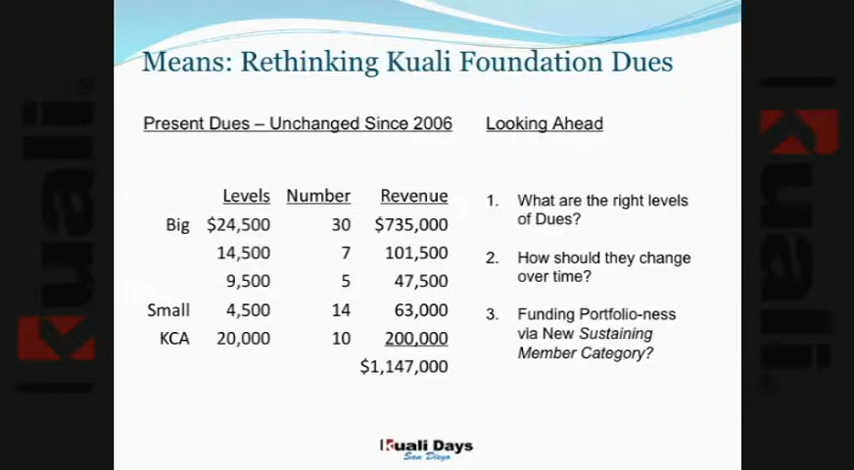 Means: Rethinking Kuali Foundation Dues
Present Dues – Unchanged Since 2006
Levels Number Revenue
Big $24,500 30 $735,000
14,500 7 101,500
9,500 5 47,500
Small 4,500 14 63,000
KCA 20,000 10 200,000
$1,147,000
Looking Ahead
1. What are the right levels
of Dues?
2. How should they change
over time?
3. Funding Portfolio-ness
via New Sustaining
Member Category?
Kuali Days
San Diego
Kuali
Kuali